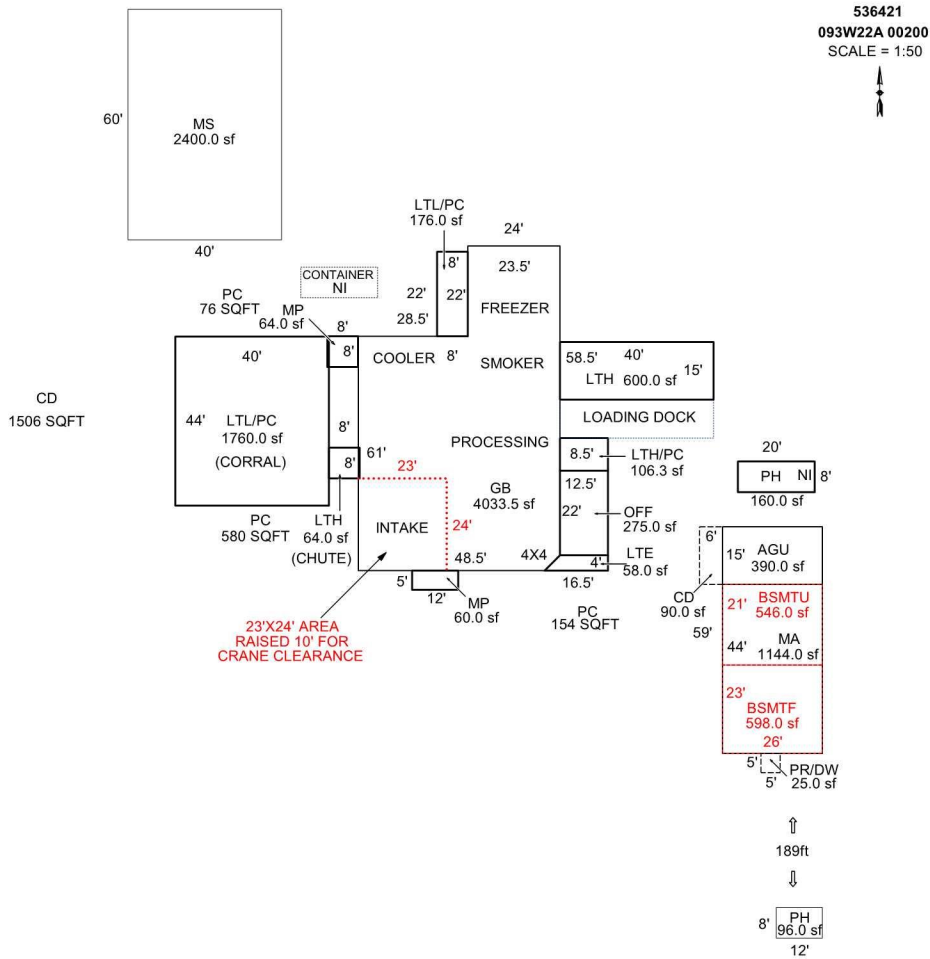 536421
093W22A 00200
SCALE = 1:50
60'
MS
2400.0 sf
40'
LTL/PC
176.0 sf
24'
8'
23.5'
CONTAINER
NI
22'
22'
FREEZER
PC
76 SQFT
MP
64.0 sf
28.5'
8'
8'
40'
COOLER
8'
SMOKER
58.5'
40'
15'
LTH 600.0 sf
CD
1506 SQFT
44'
LTL/PC
1760.0 sf
(CORRAL)
8'
LOADING DOCK
PROCESSING
61'
8'
23'
8.5'
LTH/PC
106.3 sf
20'
PH
NI
8'
160.0 sf
GB
4033.5 sf
12.5'
22'
OFF
275.0 sf
PC
580 SQFT
LTH
64.0 sf
(CHUTE)
INTAKE
24'
6'
15'
AGU
390.0 sf
48.5'
4X4
4'
LTE
58.0 sf
16.5'
5'
12'
MP
60.0 sf
PC
154 SQFT
CD
90.0 sf
21'
BSMTU
546.0 sf
59'
44'
MA
1144.0 sf
23'X24' AREA
RAISED 10' FOR
CRANE CLEARANCE
23'
BSMTF
598.0 sf
26'
5'
5'
PR/DW
25.0 sf
189ft
8'
PH
96.0 sf
12'